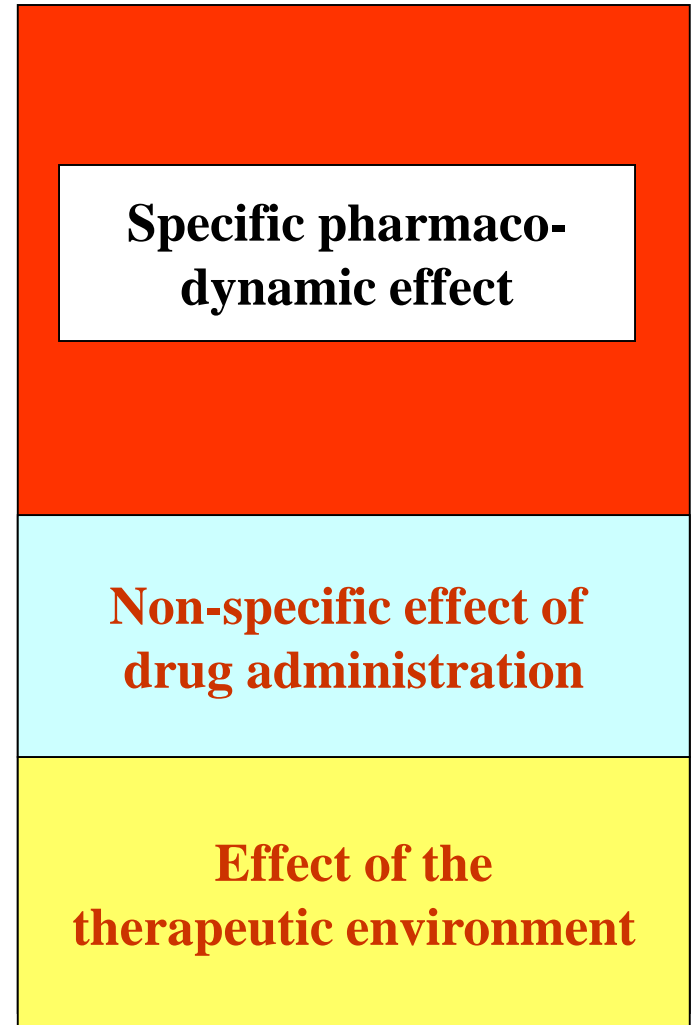 Specific pharmaco-
dynamic effect
Non-specific effect of
drug administration
Effect of the
therapeutic environment